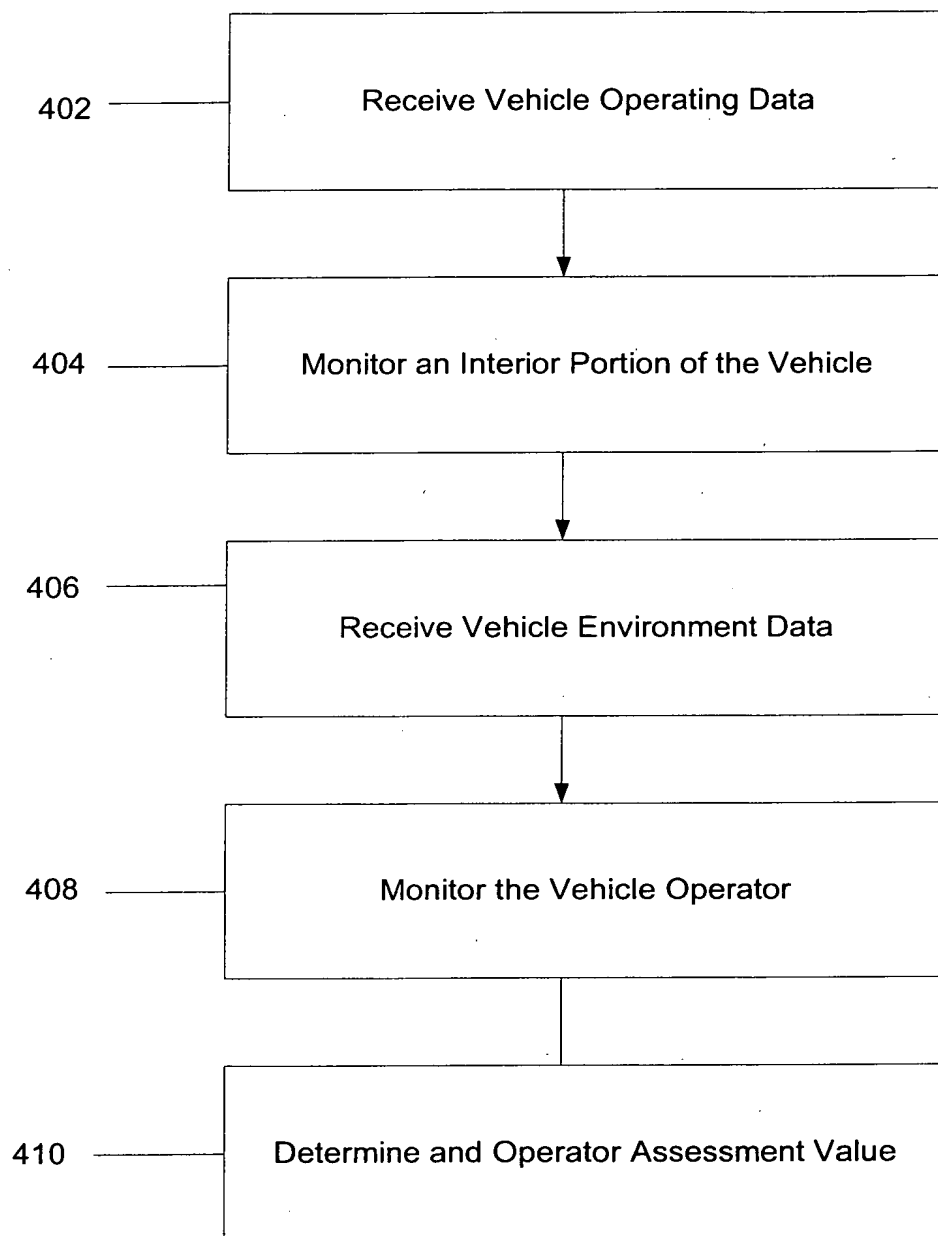 402
Receive Vehicle Operating Data
404
Monitor an Interior Portion of the Vehicle
406
Receive Vehicle Environment Data
408
Monitor the Vehicle Operator
410
Determine and Operator Assessment Value